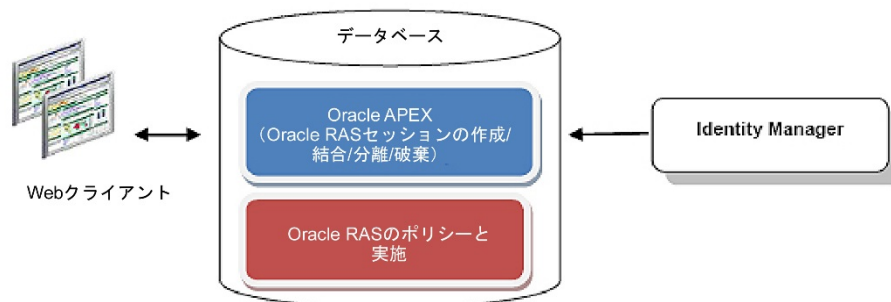 データベース
Oracle APEX
（Oracle RASセッションの作成/
結合/分離/破棄）
Identity Manager
Webクライアント
Oracle RASのポリシーと
実施